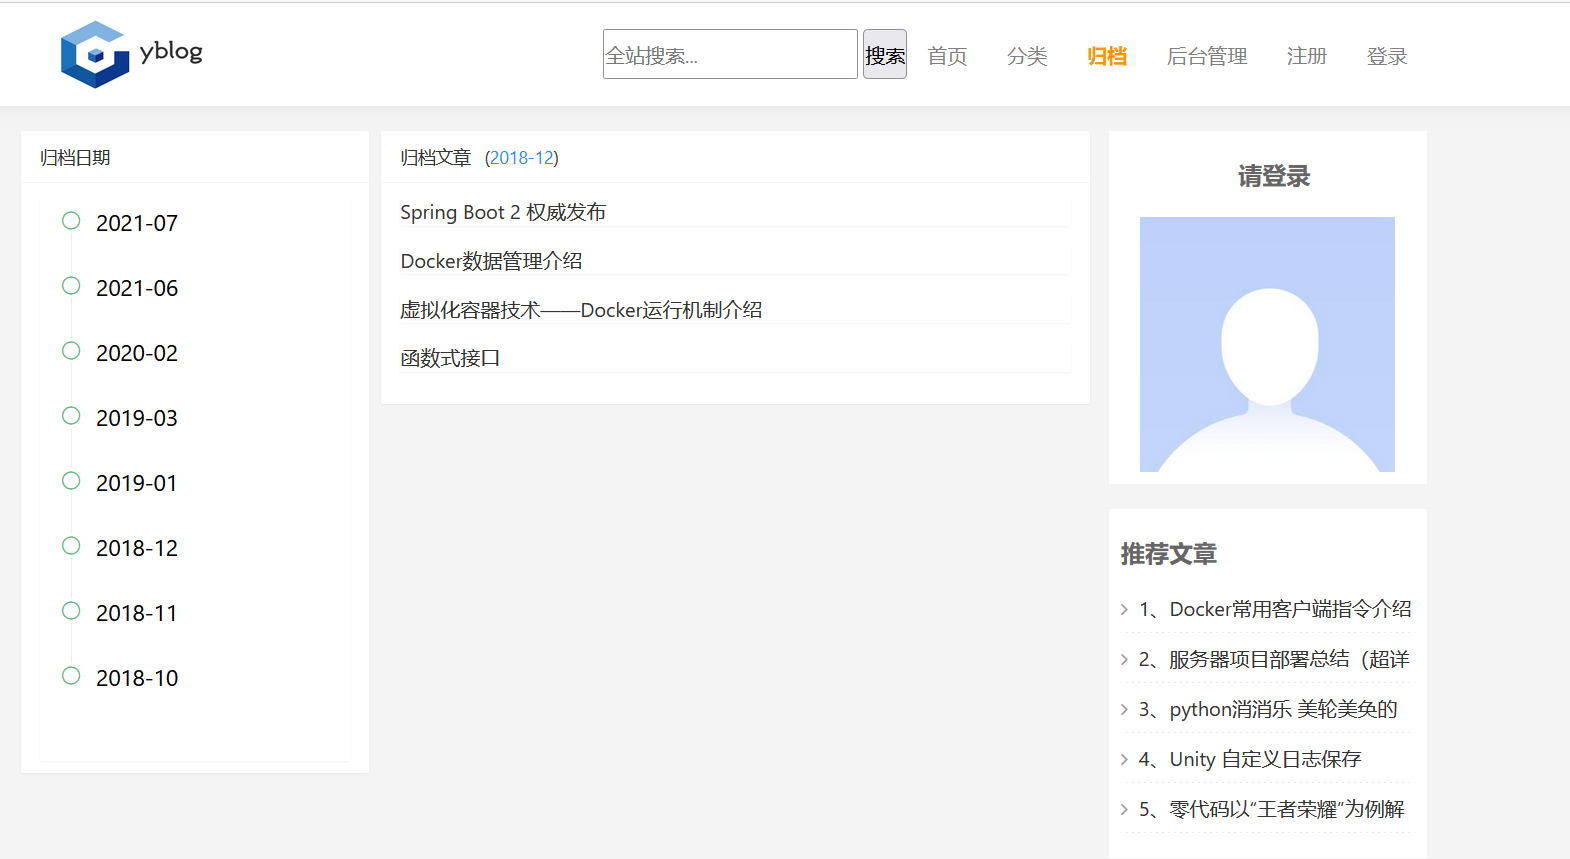 yblog
全站搜索...
搜索
首页
分类
归档
后台管理
注册
登录
归档日期
2021-07
2021-06
2020-02
2019-03
2019-01
2018-12
2018-11
2018-10
归档文章 (2018-12)
Spring Boot 2 权威发布
Docker数据管理介绍
虚拟化容器技术——Docker运行机制介绍
函数式接口
请登录
推荐文章
1、Docker常用客户端指令介绍
2、服务器项目部署总结（超详
3、python消消乐 美轮美奂的
4、Unity 自定义日志保存
5、零代码以“王者荣耀”为例解